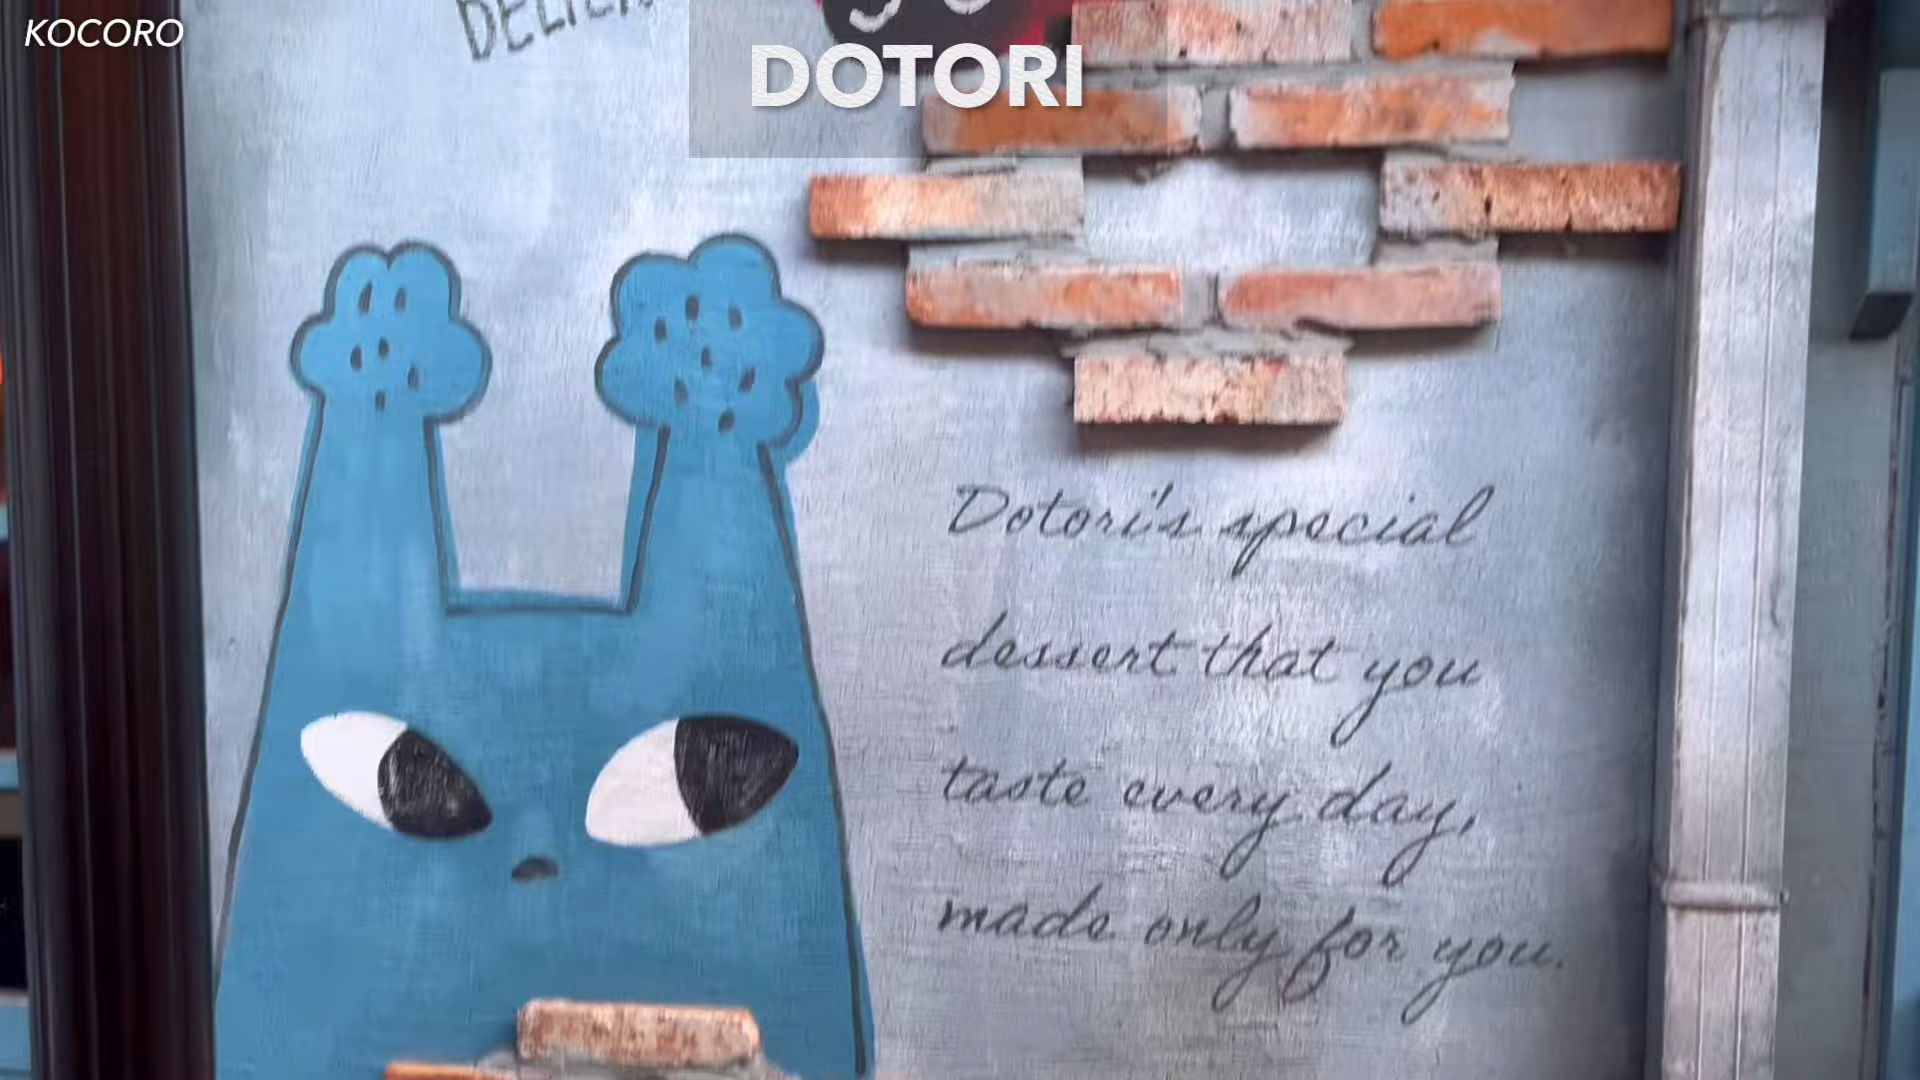 KOCORO
DOTORI
Dotori's special
dessert that you
taste every day,
made only for you.